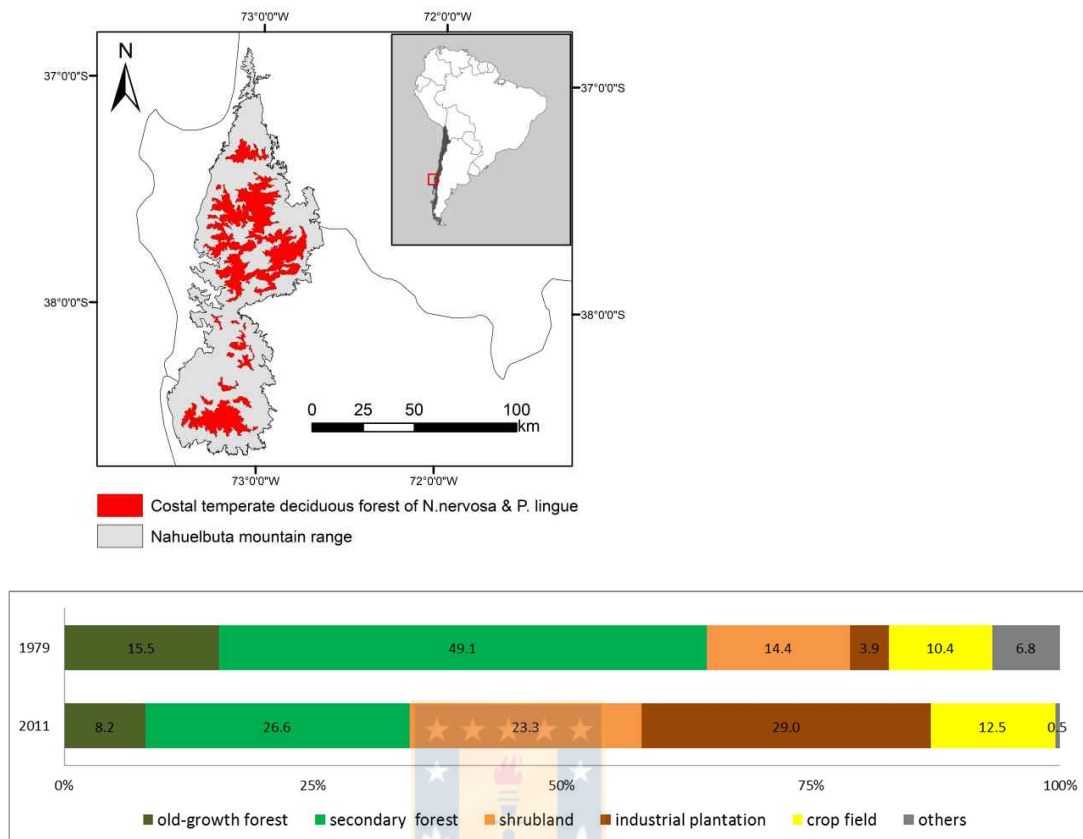 73°0'0"W 72°0'0"W
N
37°0'0"S 37°0'0"S
38°0'0"S 38°0'0"S
0 25 50 100
km
73°0'0"W 72°0'0"W
Costal temperate deciduous forest of N.nervosa & P. lingue
Nahuelbuta mountain range
1979 15.5 49.1 14.4 3.9 10.4 6.8
2011 8.2 26.6 23.3 29.0 12.5 0.5
0% 25% 50% 75% 100%
old-growth forest secondary forest shrubland industrial plantation crop field others